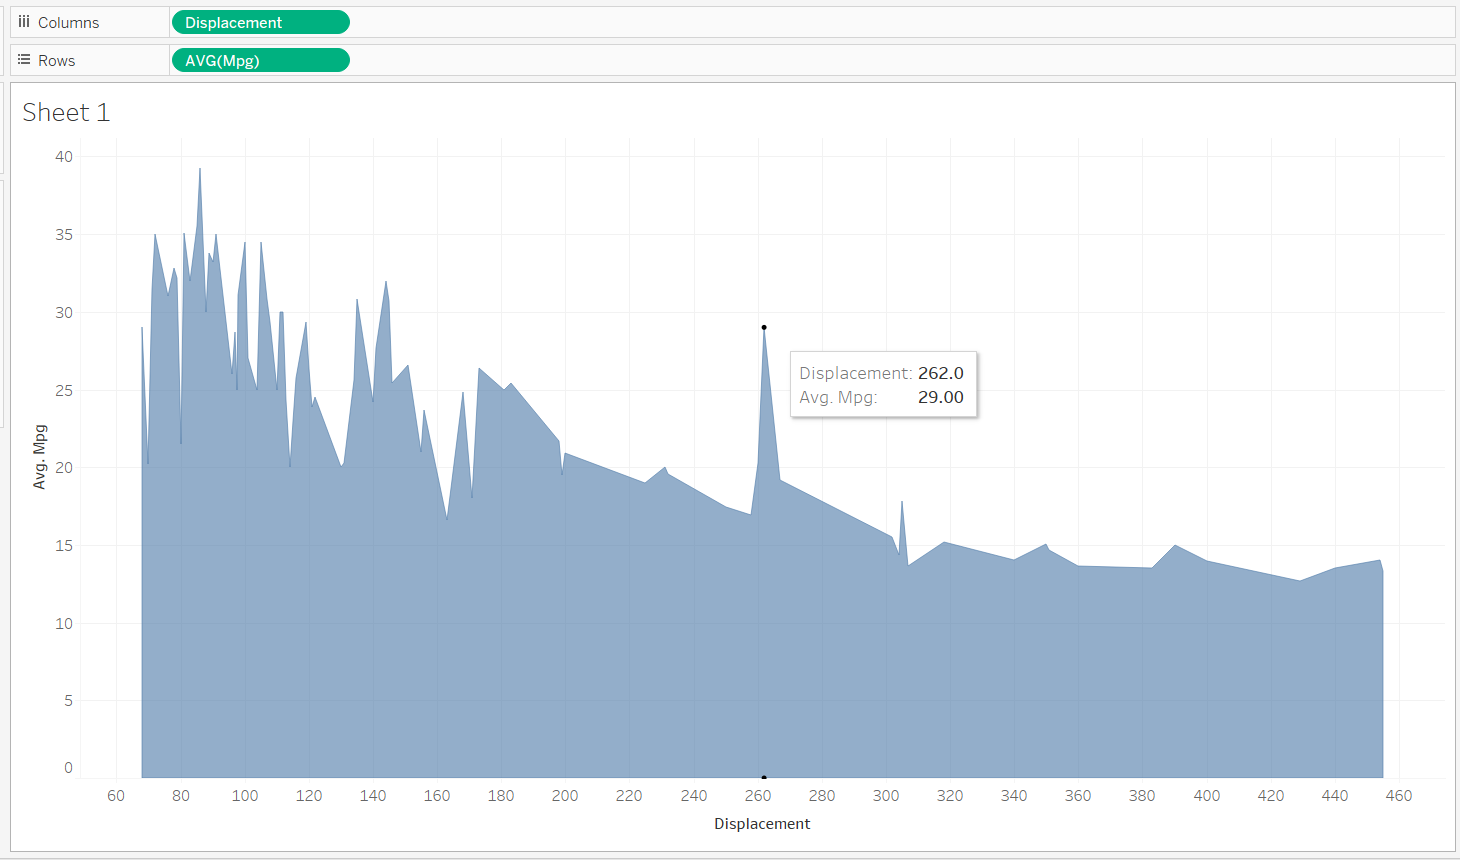 Columns Displacement
Rows AVG(Mpg)
Sheet 1
40
35
30
25
20
15
10
5
0
Avg. Mpg
Displacement: 262.0
Avg. Mpg: 29.00
60 80 100 120 140 160 180 200 220 240 260 280 300 320 340 360 380 400 420 440 460
Displacement